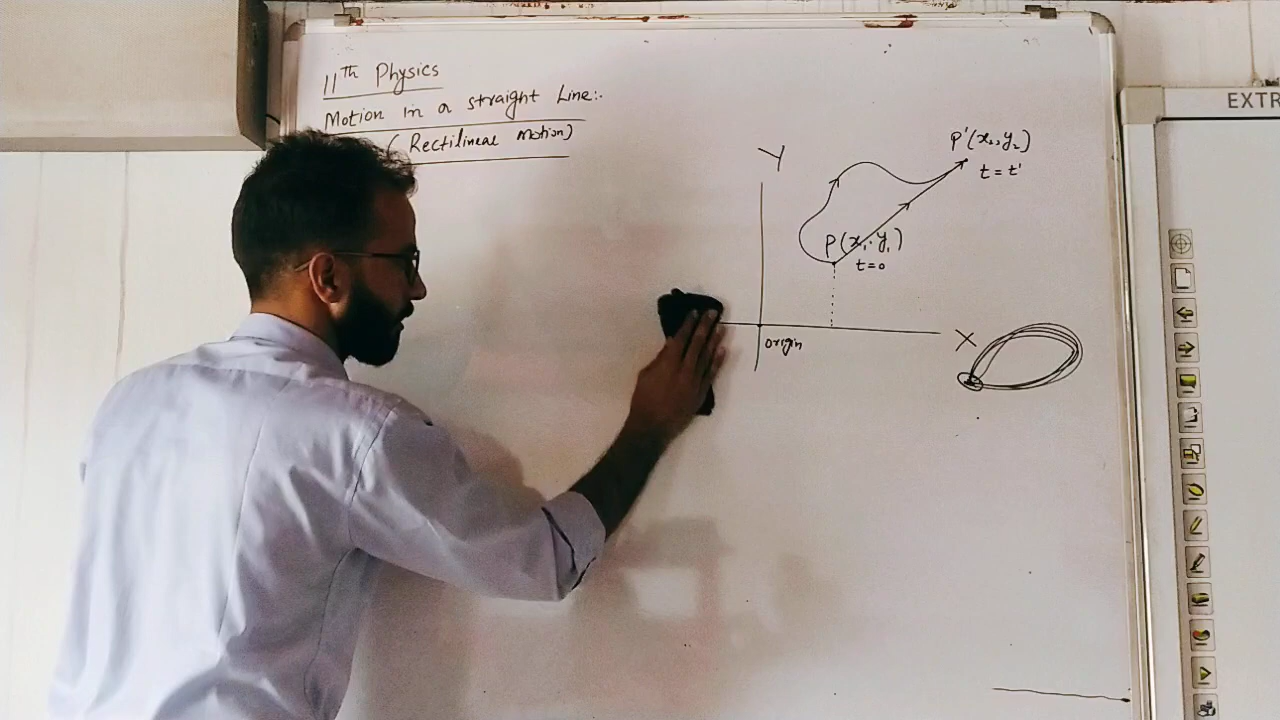 11th Physics
Motion in a straight Line:.
(Rectilinear Motion)
Y
P'(x₂,y₂)
t=t'
P(x₁,y₁)
t=0
X
origin
EXTR